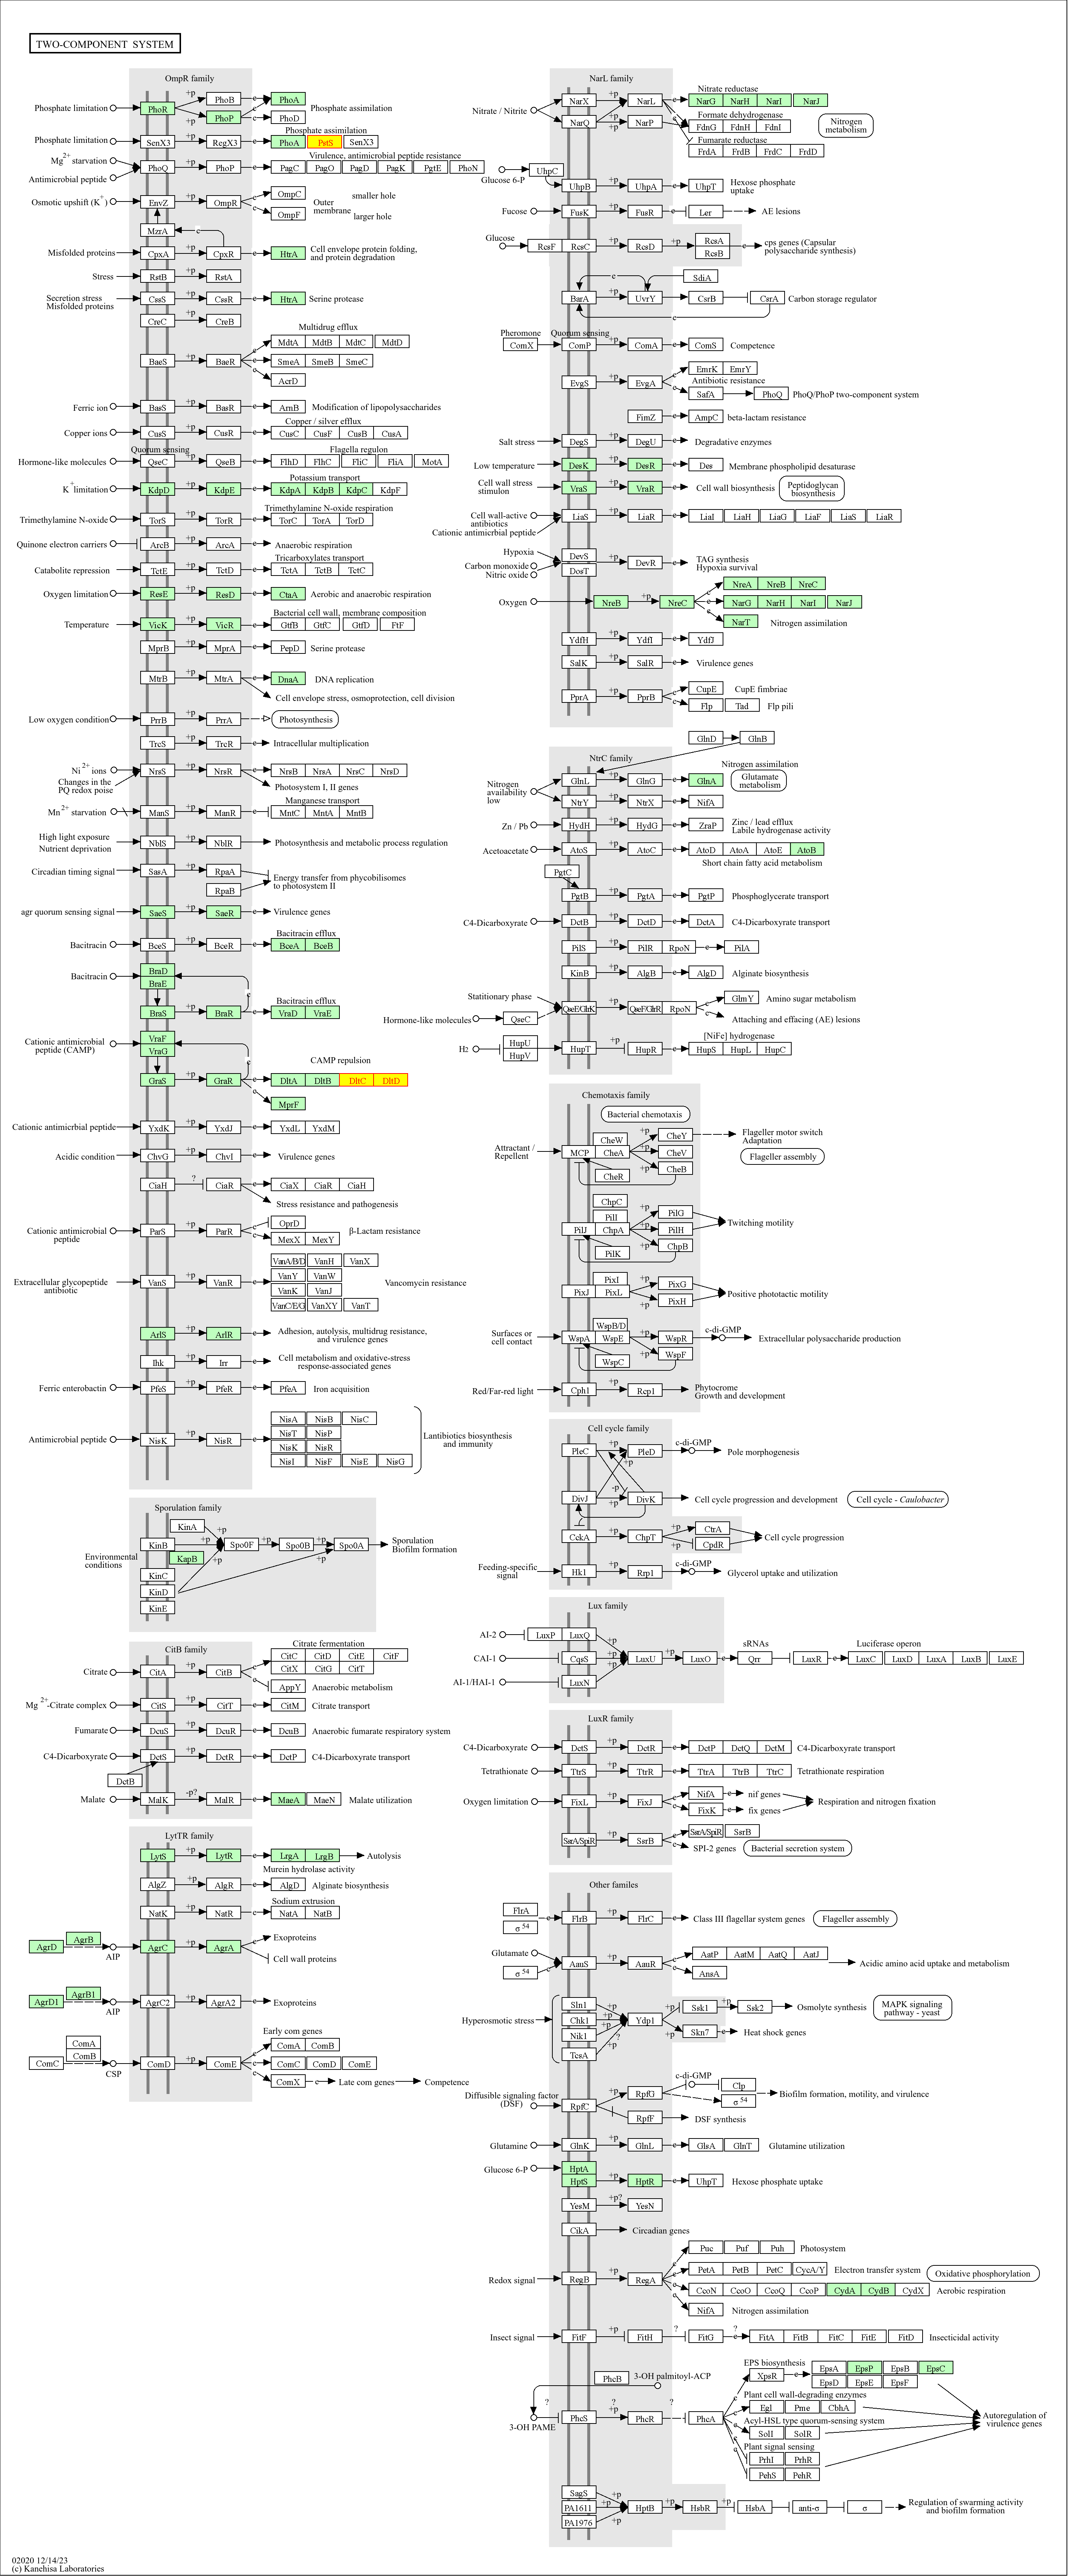 TWO-COMPONENT SYSTEM
OmpR family
Phosphate limitation PhoR +p PhoB e PhoA Phosphate assimilation
+p PhoP e PhoD
Phosphate assimilation
Phosphate limitation SenX3 +p RegX3 e PhoA PstS SenX3
Virulence, antimicrobial peptide resistance
Mg2+ starvation
Antimicrobial peptide PhoQ +p PhoP e PagC PagO PagD PagK PgtE PhoN
Osmotic upshift (K+) EnvZ +p OmpR e OmpC smaller hole
Outer membrane
e OmpF larger hole
MzrA e
Misfolded proteins CpxA +p CpxR e HtrA Cell envelope protein folding,
and protein degradation
Stress RstB +p RstA
Secretion stress
Misfolded proteins CssS +p CssR e HtrA Serine protease
CreC +p CreB
Multidrug efflux
MdtA MdtB MdtC MdtD
BaeS +p BaeR e SmeA SmeB SmeC
AcrD
Ferric ion BasS +p BasR e ArnB Modification of lipopolysaccharides
Copper / silver efflux
Copper ions CusS +p CusR e CusC CusF CusB CusA
Quorum sensing Flagella regulon
Hormone-like molecules QseC +p QseB e FlhD FlhC FliC FliA MotA
Potassium transport
K+ limitation KdpD +p KdpE e KdpA KdpB KdpC KdpF
Trimethylamine N-oxide respiration
Trimethylamine N-oxide TorS +p TorR e TorC TorA TorD
Quinone electron carriers ArcB +p ArcA e Anaerobic respiration
Tricarboxylates transport
Catabolite repression TctE +p TctD e TctA TctB TctC
Oxygen limitation ResE +p ResD e CtaA Aerobic and anaerobic respiration
Bacterial cell wall, membrane composition
Temperature VicK +p VicR e GtfB GtfC GtfD FtF
MprB +p MprA e PepD Serine protease
MtrB +p MtrA e DnaA DNA replication
Cell envelope stress, osmoprotection, cell division
Low oxygen condition PrrB +p PrrA e Photosynthesis
TrcS +p TrcR e Intracellular multiplication
Ni2+ ions
Changes in the
PQ redox poise NrsS +p NrsR e NrsB NrsA NrsC NrsD
Photosystem I, II genes
Manganese transport
Mn2+ starvation ManS +p ManR e MntC MntA MntB
High light exposure
Nutrient deprivation NblS +p NblR e Photosynthesis and metabolic process regulation
Circadian timing signal SasA +p RpaA Energy transfer from phycobilisomes
RpaB to photosystem II
agr quorum sensing signal SaeS +p SaeR e Virulence genes
Bacitracin efflux
Bacitracin BceS +p BceR e BceA BceB
Bacitracin BraD
BraE e
Bacitracin efflux
BraS +p BraR e VraD VraE
Cationic antimicrobial
peptide (CAMP) VraF
VraG e
CAMP repulsion
GraS +p GraR e DltA DltB DltC DltD
e MprF
Cationic antimicrbial peptide YxdK +p YxdJ e YxdL YxdM
Acidic condition ChvG +p ChvI e Virulence genes
CiaH ? CiaR e CiaX CiaR CiaH
Stress resistance and pathogenesis
Cationic antimicrobial
peptide ParS +p ParR e OprD β-Lactam resistance
e MexX MexY
VanA/B/D VanH VanX
VanY VanW
Extracellular glycopeptide
antibiotic VanS +p VanR e VanK VanJ Vancomycin resistance
VanC/E/G VanXY VanT
ArlS +p ArlR e Adhesion, autolysis, multidrug resistance,
and virulence genes
Ihk +p Irr e Cell metabolism and oxidative-stress
response-associated genes
Ferric enterobactin PfeS +p PfeR e PfeA Iron acquisition
NisA NisB NisC
NisT NisP
Antimicrobial peptide NisK +p NisR e NisK NisR Lantibiotics biosynthesis
and immunity
NisI NisF NisE NisG
Sporulation family
KinA +p
KinB +p Spo0F +p Spo0B +p Spo0A Sporulation
Biofilm formation
Environmental
conditions KapB +p +p
KinC
KinD
KinE
CitB family
Citrate fermentation
CitC CitD CitE CitF
Citrate CitA +p CitB e CitX CitG CitT
e AppY Anaerobic metabolism
Mg 2+-Citrate complex CitS +p CitT e CitM Citrate transport
Fumarate DcuS +p DcuR e DcuB Anaerobic fumarate respiratory system
C4-Dicarboxyrate DctS +p DctR e DctP C4-Dicarboxyrate transport
DctB
Malate MalK -p? MalR e MaeA MaeN Malate utilization
LytTR family
LytS +p LytR e LrgA LrgB Autolysis
Murein hydrolase activity
AlgZ +p AlgR e AlgD Alginate biosynthesis
Sodium extrusion
NatK +p NatR e NatA NatB
AgrD AgrB AIP AgrC +p AgrA e Exoproteins
e Cell wall proteins
AgrD1 AgrB1 AIP AgrC2 +p AgrA2 e Exoproteins
Early com genes
ComA ComB
ComC ComA ComB CSP ComD +p ComE e ComC ComD ComE
e ComX e Late com genes Competence
NarL family
Nitrate reductase
NarX +p NarL e NarG NarH NarI NarJ
Nitrate / Nitrite Formate dehydrogenase
NarQ +p NarP FdnG FdnH FdnI Nitrogen
metabolism
Fumarate reductase
FrdA FrdB FrdC FrdD
UhpC
Glucose 6-P UhpB +p UhpA e UhpT Hexose phosphate
uptake
Fucose FusK +p FusR e Ler AE lesions
Glucose RcsF RcsC +p RcsD +p RcsA
RcsB e cps genes (Capsular
polysaccharide synthesis)
e SdiA
BarA +p UvrY e CsrB CsrA Carbon storage regulator
e
Pheromone Quorum sensing
ComX ComP +p ComA e ComS Competence
EmrK EmrY
EvgS +p EvgA e Antibiotic resistance
SafA PhoQ PhoQ/PhoP two-component system
FimZ e AmpC beta-lactam resistance
Salt stress DegS +p DegU e Degradative enzymes
Low temperature DesK +p DesR e Des Membrane phospholipid desaturase
Cell wall stress
stimulon VraS +p VraR e Cell wall biosynthesis Peptidoglycan
biosynthesis
Cell wall-active
antibiotics
Cationic antimicrbial peptide LiaS +p LiaR e LiaI LiaH LiaG LiaF LiaS LiaR
Hypoxia
Carbon monoxide
Nitric oxide DevS
DosT +p DevR e TAG synthesis
Hypoxia survival
NreA NreB NreC
Oxygen NreB +p NreC e NarG NarH NarI NarJ
NarT Nitrogen assimilation
YdfH +p YdfI e YdfJ
SalK +p SalR e Virulence genes
PprA +p PprB e CupE CupE fimbriae
e Flp Tad Flp pili
GlnD GlnB
NtrC family
Nitrogen assimilation
Nitrogen
availability
low GlnL +p GlnG e GlnA Glutamate
metabolism
NtrY +p NtrX e NifA
Zn / Pb HydH +p HydG e ZraP Zinc / lead efflux
Labile hydrogenase activity
Acetoacetate AtoS +p AtoC e AtoD AtoA AtoE AtoB
Short chain fatty acid metabolism
PgtC
PgtB +p PgtA e PgtP Phosphoglycerate transport
C4-Dicarboxyrate DctB +p DctD e DctA C4-Dicarboxyrate transport
PilS +p PilR RpoN e PilA
KinB +p AlgB e AlgD Alginate biosynthesis
Statitionary phase
Hormone-like molecules QseC QseE/GlrK +p QseF/GlrR RpoN e GlmY Amino sugar metabolism
e Attaching and effacing (AE) lesions
H2 HupU
HupV HupT +p HupR e [NiFe] hydrogenase
HupS HupL HupC
Chemotaxis family
Bacterial chemotaxis
Attractant /
Repellent MCP CheW CheA CheR +p CheY Flageller motor switch
Adaptation
+p CheV Flageller assembly
+p CheB
ChpC
PilI
PilJ ChpA +p PilG
+p PilH Twitching motility
PilK +p ChpB
PixI
PixJ PixL +p PixG
+p PixH Positive phototactic motility
Surfaces or
cell contact WspB/D
WspA WspE +p WspR c-di-GMP Extracellular polysaccharide production
WspC +p WspF
Red/Far-red light Cph1 +p Rcp1 Phytocrome
Growth and development
Cell cycle family
PleC +p PleD c-di-GMP Pole morphogenesis
+p
-p
DivJ +p DivK Cell cycle progression and development Cell cycle - Caulobacter
CckA +p ChpT +p CtrA
+p CpdR Cell cycle progression
Feeding-specific
signal Hk1 +p Rrp1 c-di-GMP Glycerol uptake and utilization
Lux family
AI-2 LuxP LuxQ +p sRNAs Luciferase operon
CAI-1 CqsS +p LuxU +p LuxO e Qrr LuxR e LuxC LuxD LuxA LuxB LuxE
AI-1/HAI-1 LuxN +p
LuxR family
C4-Dicarboxyrate DctS +p DctR e DctP DctQ DctM C4-Dicarboxyrate transport
Tetrathionate TtrS +p TtrR e TtrA TtrB TtrC Tetrathionate respiration
Oxygen limitation FixL +p FixJ e NifA e nif genes
e FixK e fix genes Respiration and nitrogen fixation
SsrA/SpiR +p SsrB e SsrA/SpiR SsrB
e SPI-2 genes Bacterial secretion system
Other familes
FlrA
σ 54 e FlrB +p FlrC e Class III flagellar system genes Flageller assembly
Glutamate
σ 54 e AauS +p AauR e AatP AatM AatQ AatJ
e AnsA Acidic amino acid uptake and metabolism
Hyperosmotic stress Sln1 +p
Chk1 +p Ydp1 +p Ssk1 +p Ssk2 Osmolyte synthesis MAPK signaling
pathway - yeast
Nik1 +p ? Skn7 e Heat shock genes
TcsA +p
Diffusible signaling factor
(DSF) RpfC +p RpfG c-di-GMP Clp
σ 54 Biofilm formation, motility, and virulence
RpfF DSF synthesis
Glutamine GlnK +p GlnL e GlsA GlnT Glutamine utilization
Glucose 6-P HptA
HptS +p HptR e UhpT Hexose phosphate uptake
YesM +p? YesN
CikA Circadian genes
Puc Puf Puh Photosystem
PetA PetB PetC CycA/Y Electron transfer system Oxidative phosphorylation
Redox signal RegB +p RegA e CcoN CcoO CcoQ CcoP CydA CydB CydX Aerobic respiration
NifA Nitrogen assimilation
Insect signal FitF +p FitH ? FitG ? e FitA FitB FitC FitE FitD Insecticidal activity
EPS biosynthesis
XpsR e EpsA EpsP EpsB EpsC
EpsD EpsE EpsF
PhcB 3-OH palmitoyl-ACP
Plant cell wall-degrading enzymes
Egl Pme CbhA
3-OH PAME ? PhcS ? PhcR ? PhcA Acyl-HSL type quorum-sensing system
SolI SolR Autoregulation of
virulence genes
Plant signal sensing
PrhI PrhR
PehS PehR
SagS +p
PA1611 +p HptB +p HsbR +p HsbA anti-σ σ Regulation of swarming activity
and biofilm formation
PA1976 +p
02020 12/14/23
(c) Kanehisa Laboratories